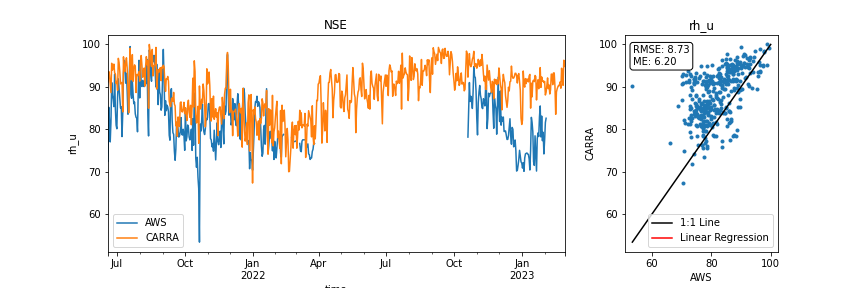 NSE
rh_u
100
90
80
70
60
rh_u
AWS
CARRA
Jul
Oct
Jan
2022
Apr
Jul
Oct
Jan
2023
time
RMSE: 8.73
ME: 6.20
100
90
80
70
60
CARRA
1:1 Line
Linear Regression
60
80
100
AWS